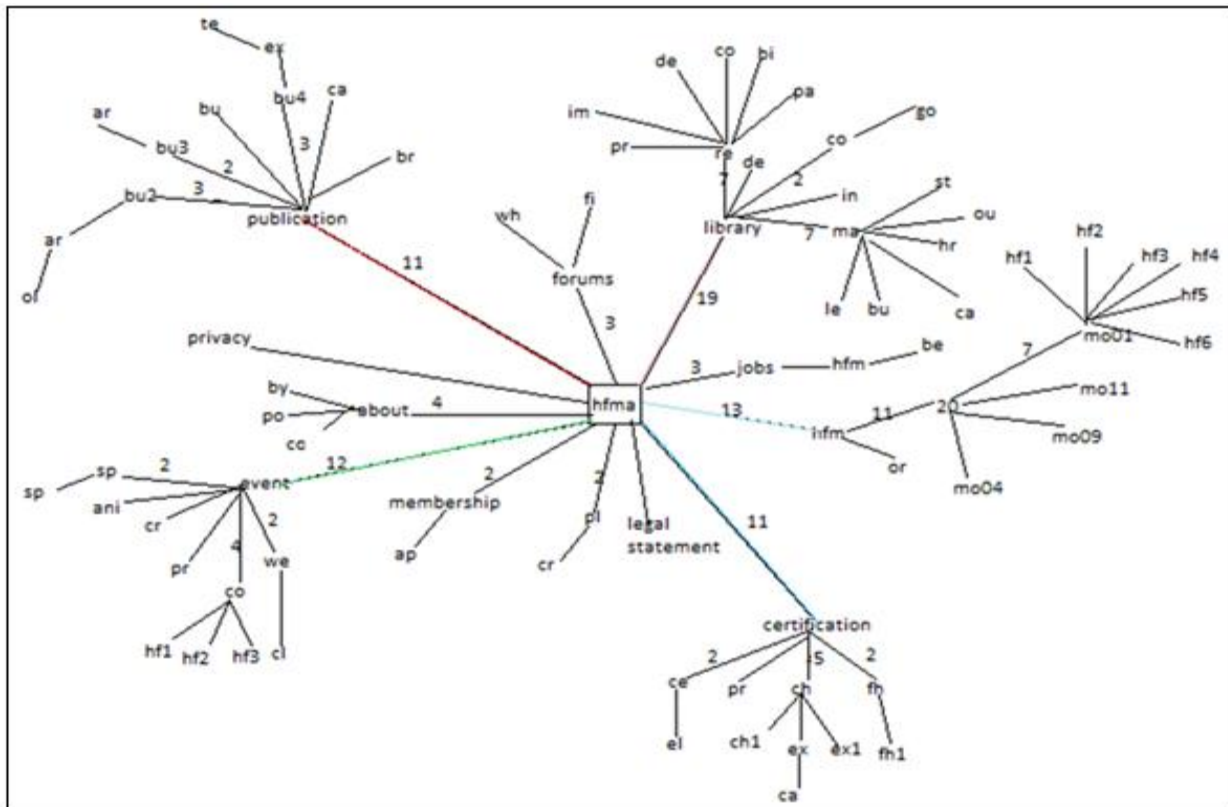 te
ex
ar
bu
bu4
ca
bu3
3
br
2
bu2
3
publication
ar
ol
11
de
co
bi
im
pa
pr
re
co
go
7
de
2
in
st
library
7
ma
ou
hr
le
bu
ca
19
wh
fi
forums
3
hf1
hf2
hf3
hf4
hf5
hf6
mo01
7
privacy
by
about
4
po
co
hfma
3
jobs
hfm
be
13
hfm
11
20
mo11
mo09
or
mo04
12
sp
2
sp
event
ani
cr
2
pr
4
we
co
hf1
hf2
hf3
cl
2
membership
ap
2
pl
cr
legal
statement
11
certification
2
5
2
ce
pr
ch
fh
el
ch1
ex
ex1
fh1
ca